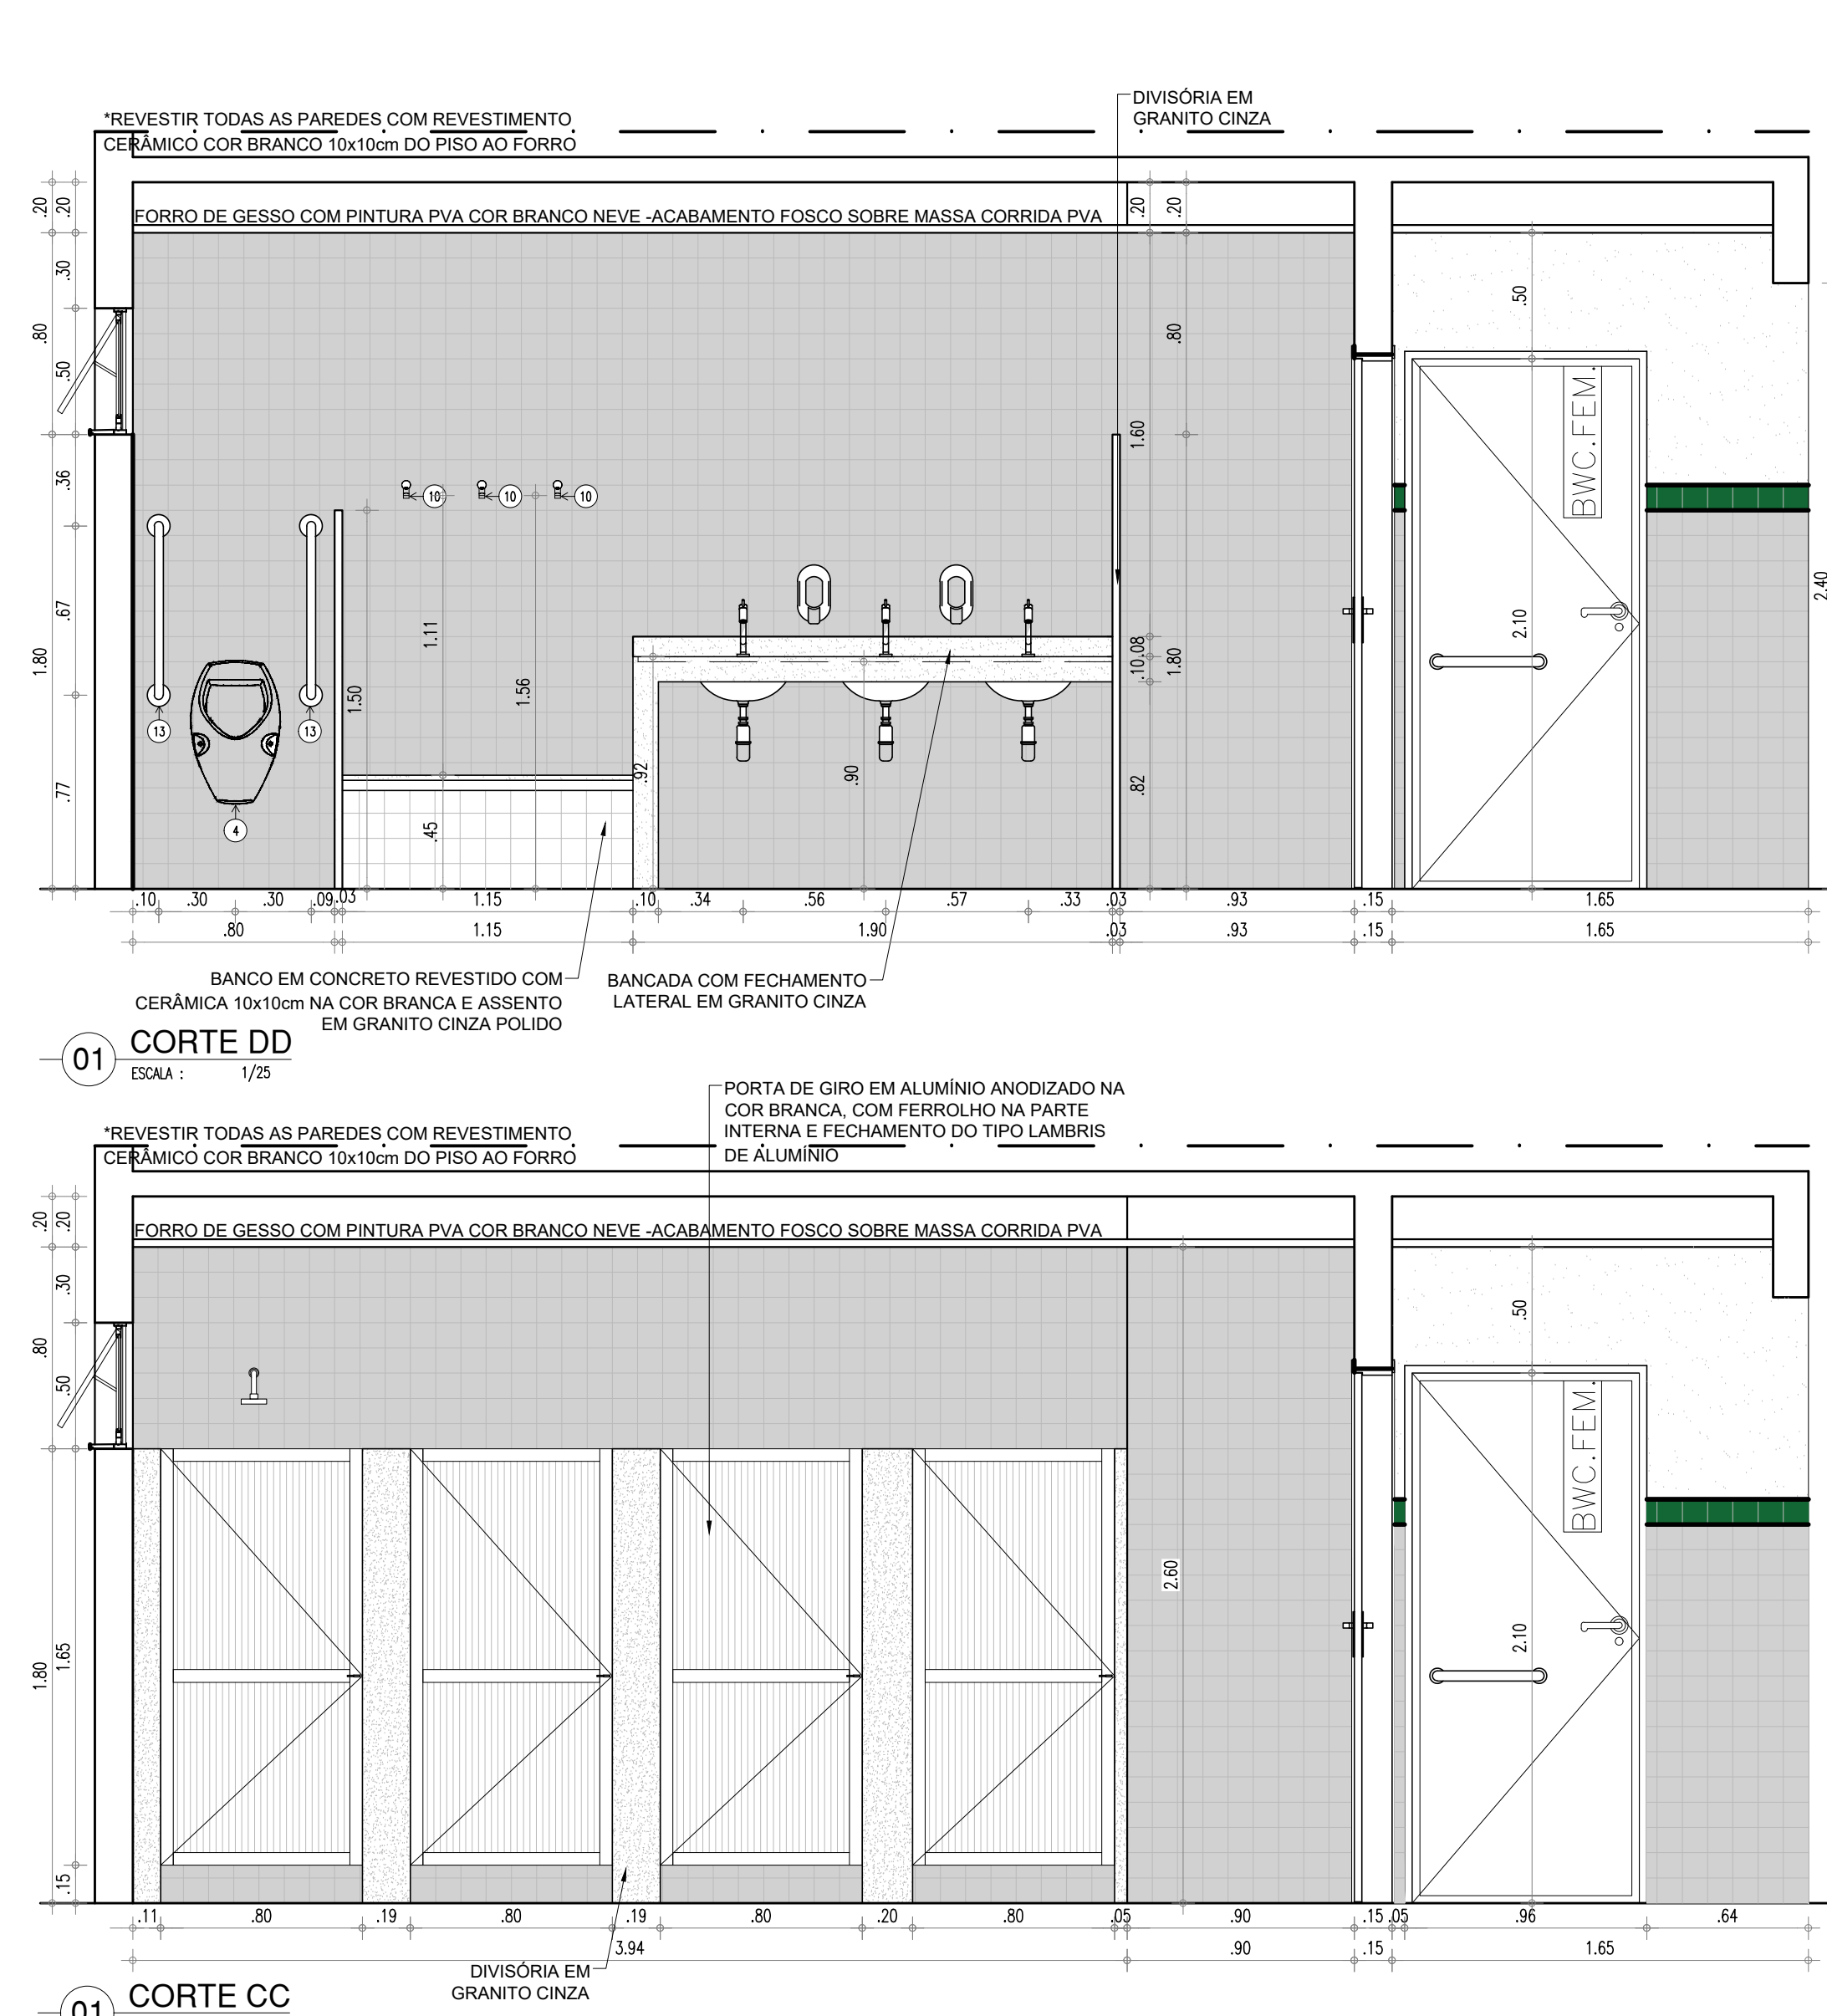 DIVISÓRIA EM
GRANITO CINZA
*REVESTIR TODAS AS PAREDES COM REVESTIMENTO
CERÂMICO COR BRANCO 10x10cm DO PISO AO FORRO
FORRO DE GESSO COM PINTURA PVA COR BRANCO NEVE -ACABAMENTO FOSCO SOBRE MASSA CORRIDA PVA
.20 .20
.20 .20
.30
.80
.50
.80
.50
BWC.FEM.
.36
1.60
10 10 10
.67
1.80
1.11
1.50
1.56
.10 .08
1.80
2.10
2.40
13 13
.77
4
.45
.92
.90
.82
.10 .30 .30 .09 .03 1.15 .10 .34 .56 .57 .33 .03 .93 .15 1.65
.80 1.15 1.90 .03 .93 .15 1.65
BANCO EM CONCRETO REVESTIDO COM
CERÂMICA 10x10cm NA COR BRANCA E ASSENTO
EM GRANITO CINZA POLIDO
BANCADA COM FECHAMENTO
LATERAL EM GRANITO CINZA
01 CORTE DD
ESCALA : 1/25
PORTA DE GIRO EM ALUMÍNIO ANODIZADO NA
COR BRANCA, COM FERROLHO NA PARTE
INTERNA E FECHAMENTO DO TIPO LAMBRIS
DE ALUMÍNIO
*REVESTIR TODAS AS PAREDES COM REVESTIMENTO
CERÂMICO COR BRANCO 10x10cm DO PISO AO FORRO
FORRO DE GESSO COM PINTURA PVA COR BRANCO NEVE -ACABAMENTO FOSCO SOBRE MASSA CORRIDA PVA
.20 .20
.30
.80
.50
.50
BWC.FEM.
2.60
1.80
1.65
2.10
.15
.11 .80 .19 .80 .19 .80 .20 .80 .05 .90 .15 .05 .96 .64
3.94 .90 .15 1.65
DIVISÓRIA EM
GRANITO CINZA
01 CORTE CC